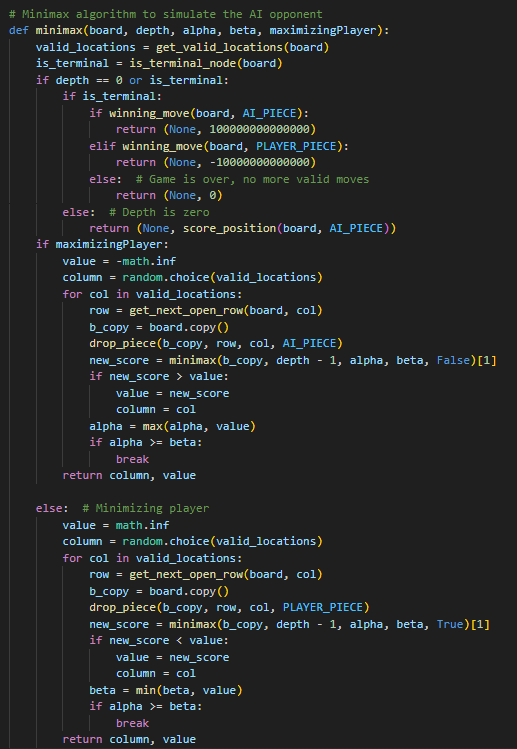 # Minimax algorithm to simulate the AI opponent
def minimax(board, depth, alpha, beta, maximizingPlayer):
    valid_locations = get_valid_locations(board)
    is_terminal = is_terminal_node(board)
    if depth == 0 or is_terminal:
        if is_terminal:
            if winning_move(board, AI_PIECE):
                return (None, 100000000000000)
            elif winning_move(board, PLAYER_PIECE):
                return (None, -10000000000000)
            else:  # Game is over, no more valid moves
                return (None, 0)
        else:  # Depth is zero
            return (None, score_position(board, AI_PIECE))
    if maximizingPlayer:
        value = -math.inf
        column = random.choice(valid_locations)
        for col in valid_locations:
            row = get_next_open_row(board, col)
            b_copy = board.copy()
            drop_piece(b_copy, row, col, AI_PIECE)
            new_score = minimax(b_copy, depth - 1, alpha, beta, False)[1]
            if new_score > value:
                value = new_score
                column = col
            alpha = max(alpha, value)
            if alpha >= beta:
                break
        return column, value

    else:  # Minimizing player
        value = math.inf
        column = random.choice(valid_locations)
        for col in valid_locations:
            row = get_next_open_row(board, col)
            b_copy = board.copy()
            drop_piece(b_copy, row, col, PLAYER_PIECE)
            new_score = minimax(b_copy, depth - 1, alpha, beta, True)[1]
            if new_score < value:
                value = new_score
                column = col
            beta = min(beta, value)
            if alpha >= beta:
                break
        return column, value